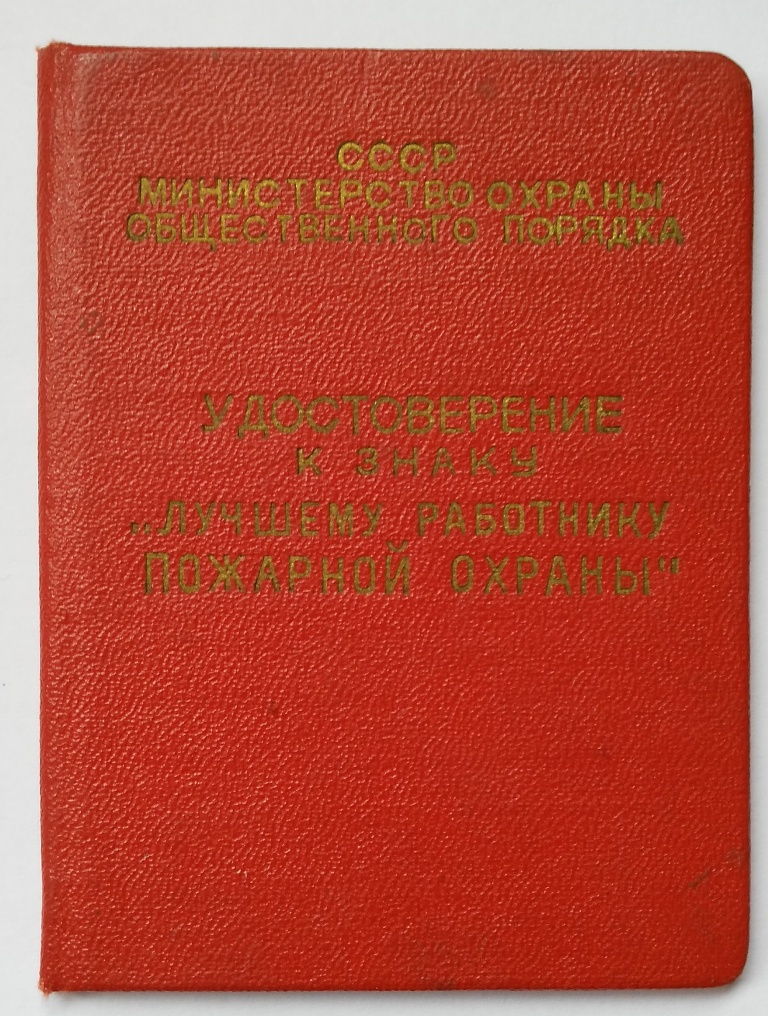 СССР
МИНИСТЕРСТВО ОХРАНЫ
ОБЩЕСТВЕННОГО ПОРЯДКА
УДОСТОВЕРЕНИЕ
К ЗНАКУ
„ЛУЧШЕМУ РАБОТНИКУ
ПОЖАРНОЙ ОХРАНЫ"